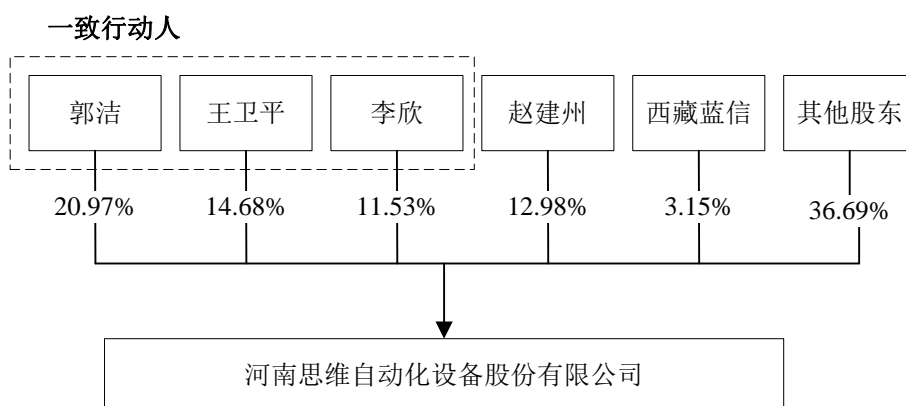 一致行动人
郭洁 王卫平 李欣 赵建州 西藏蓝信 其他股东
20.97% 14.68% 11.53% 12.98% 3.15% 36.69%
河南思维自动化设备股份有限公司